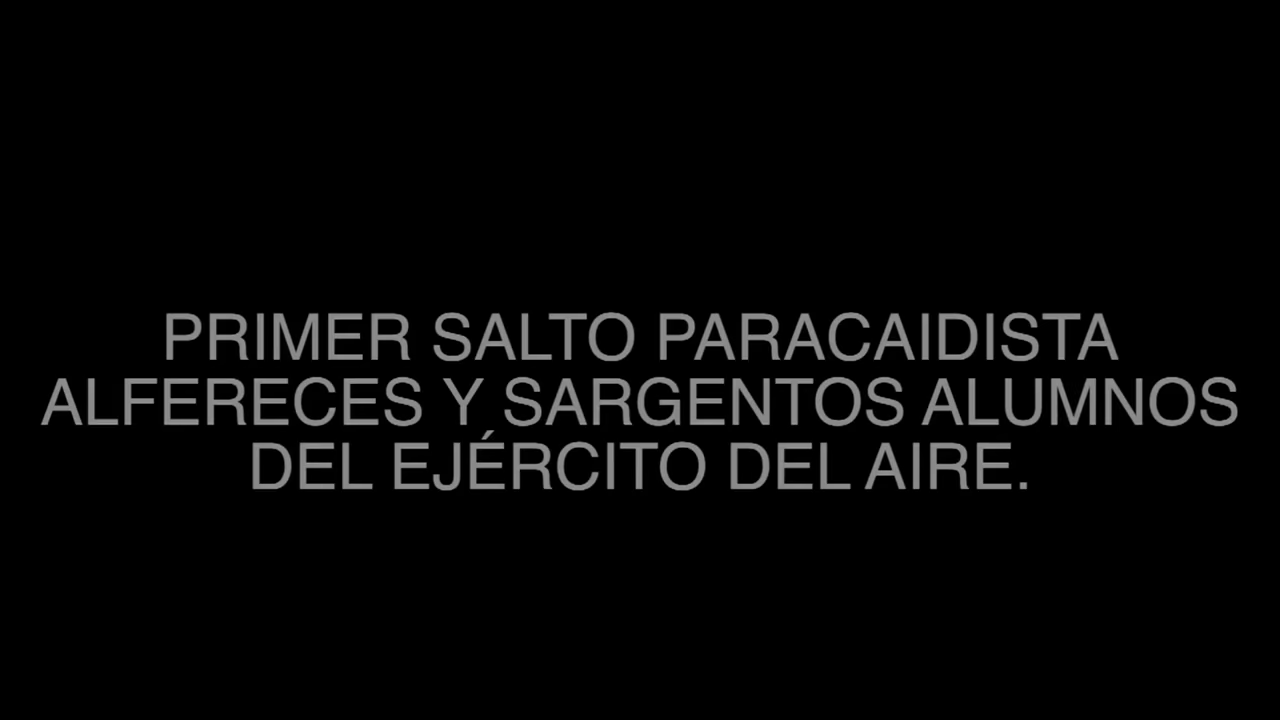 PRIMER SALTO PARACAIDISTA
ALFERECES Y SARGENTOS ALUMNOS
DEL EJÉRCITO DEL AIRE.